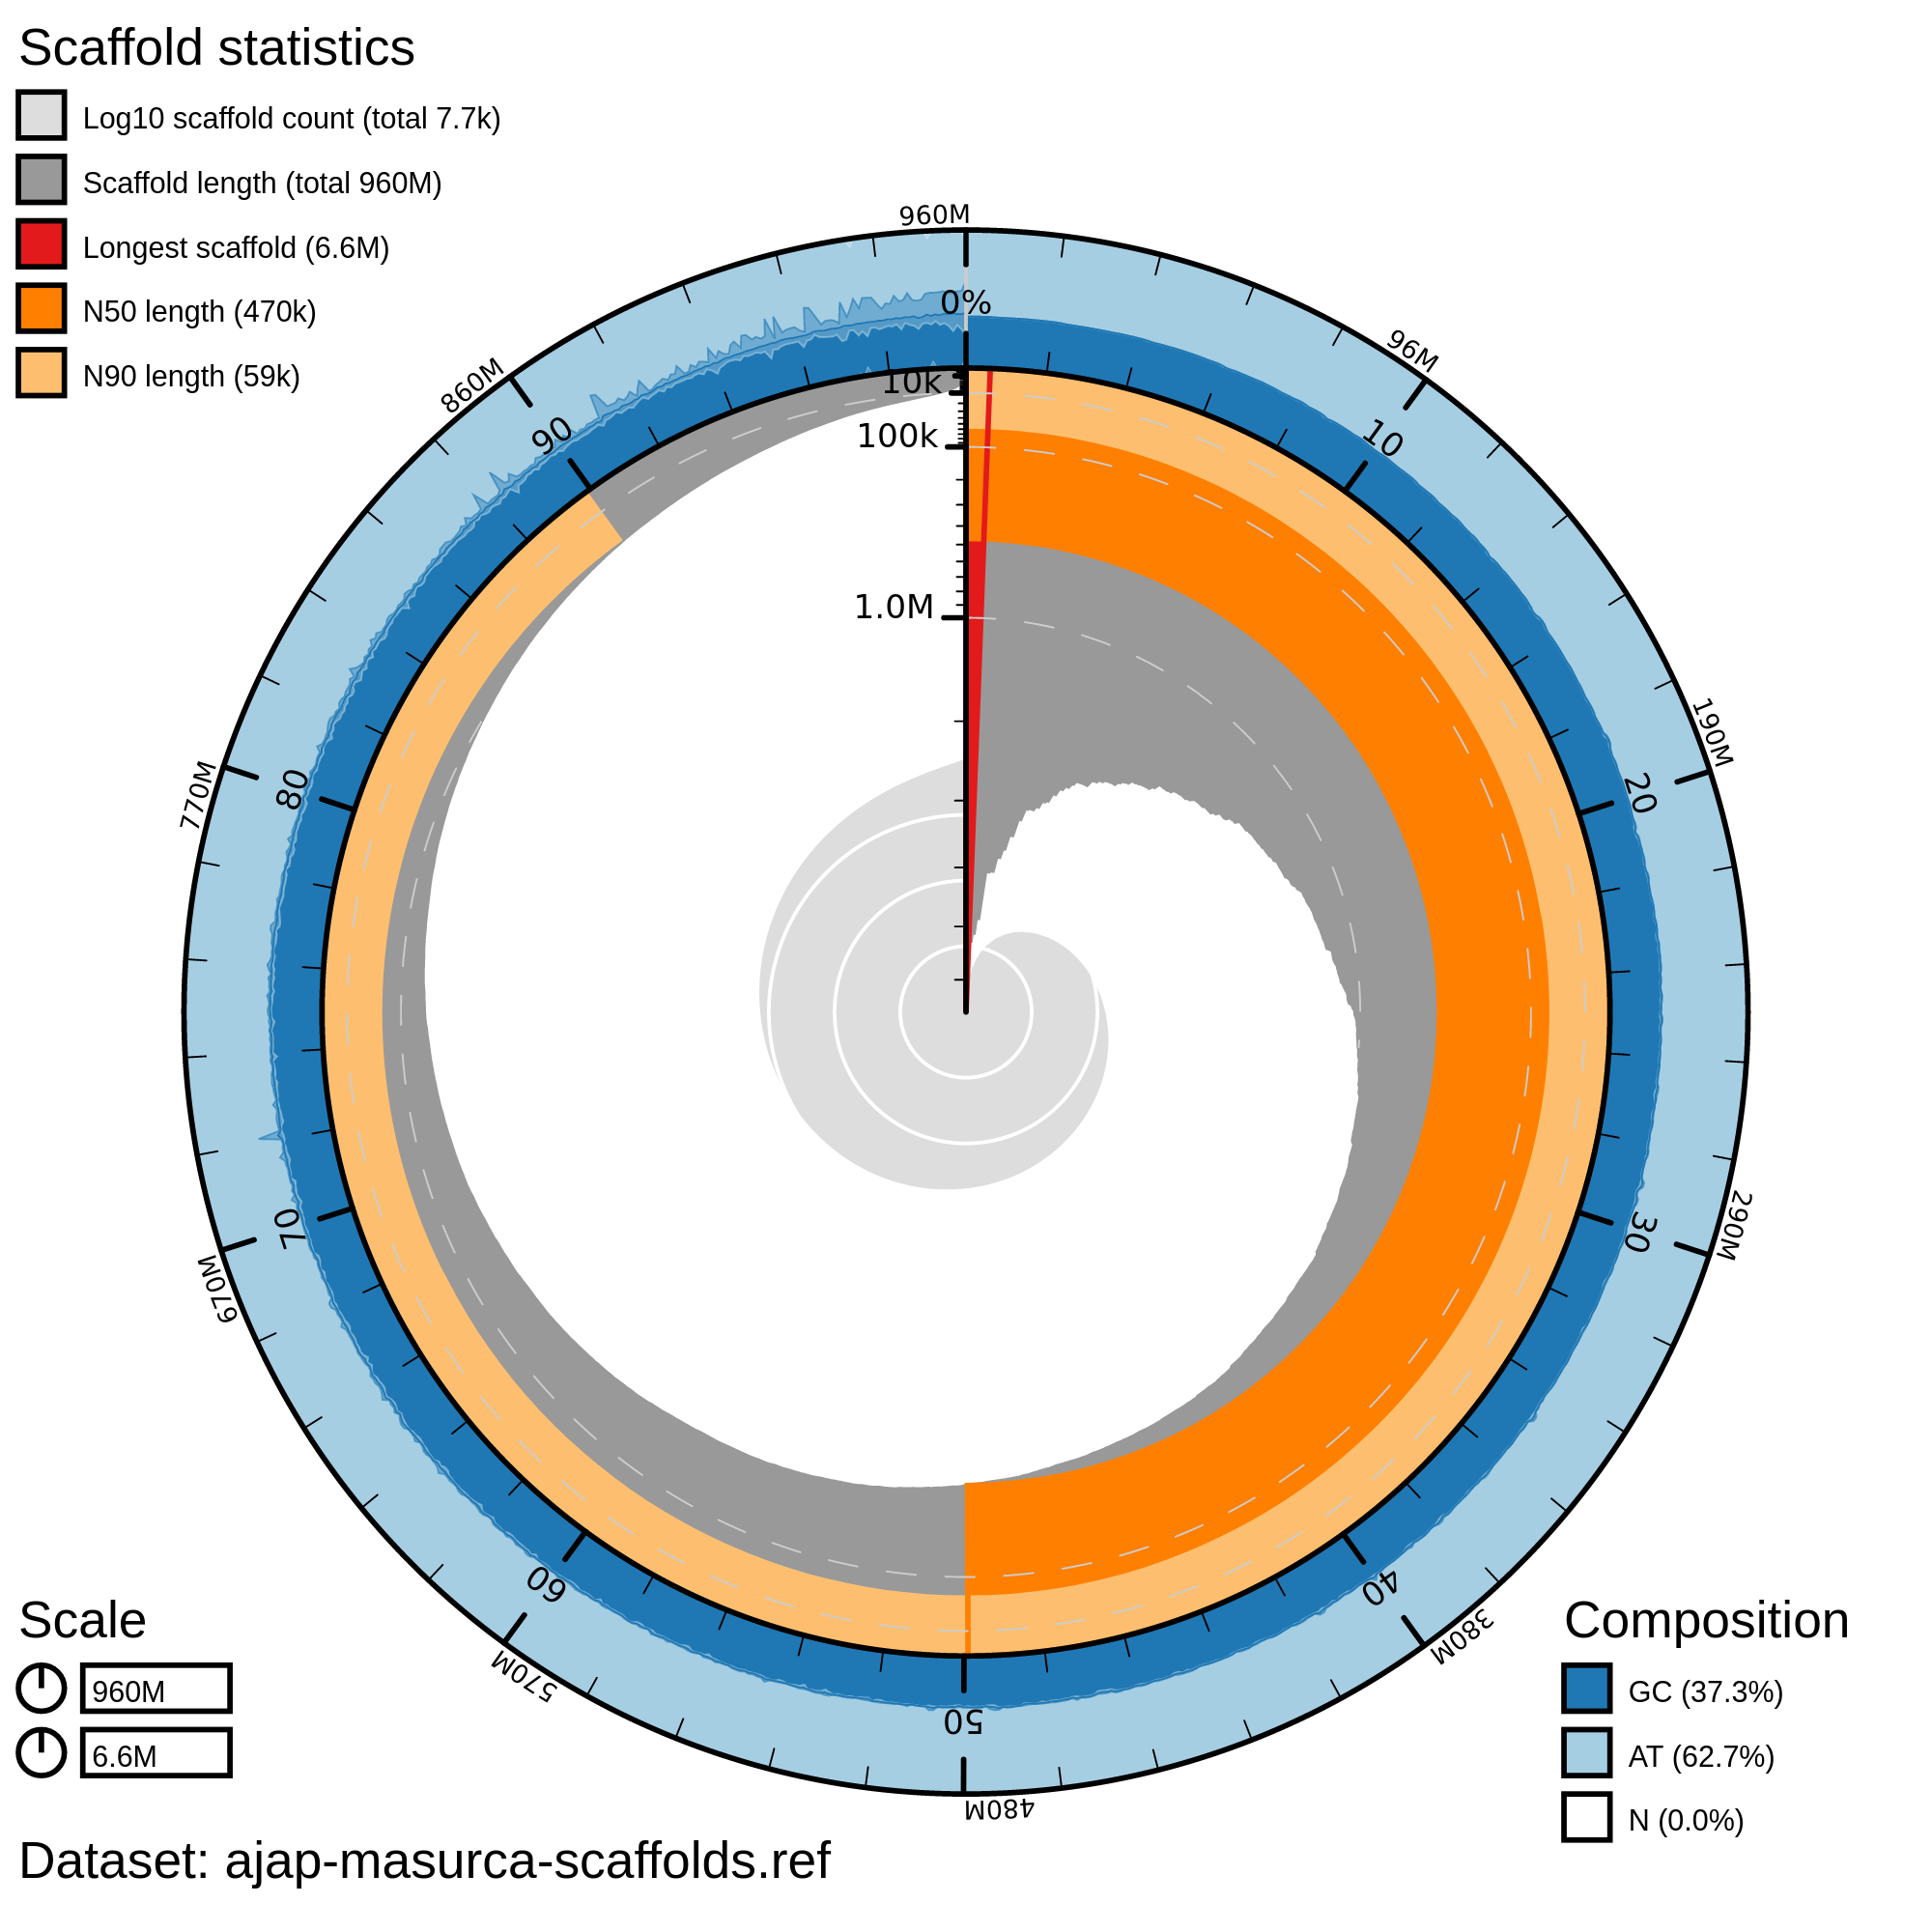 Scaffold statistics
Log10 scaffold count (total 7.7k)
Scaffold length (total 960M)
Longest scaffold (6.6M)
N50 length (470k)
N90 length (59k)
960M
0%
10k
100k
1.0M
96M
10
190M
20
290M
30
380M
40
480M
50
570M
60
670M
70
770M
80
860M
90
Scale
960M
6.6M
Composition
GC (37.3%)
AT (62.7%)
N (0.0%)
Dataset: ajap-masurca-scaffolds.ref